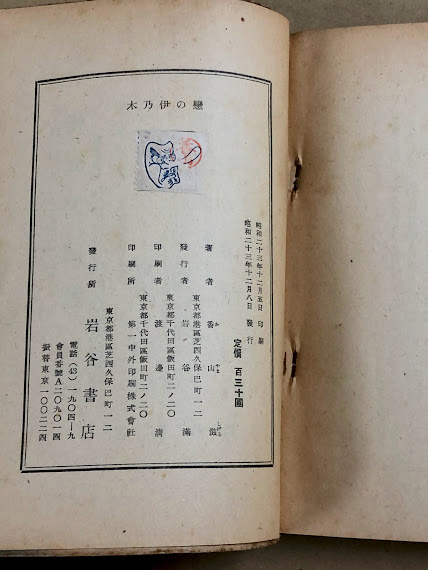 木乃伊の戀
昭和二十三年十二月五日 印刷
昭和二十三年十二月八日 發行
定價 百三十圓
著者 香山滋
やま しげる
東京都港區芝西久保巴町一二
發行者 岩谷滿
東京都千代田區飯田町二ノ二〇
印刷者 渡邊清
東京都千代田區飯田町二ノ二〇
印刷所 第一中外印刷株式會社
東京都港區芝西久保巴町一二
發行所 岩谷書店
電話(43)一九〇四―九
會員番號A二〇九〇一四
振替東京一〇〇二二四